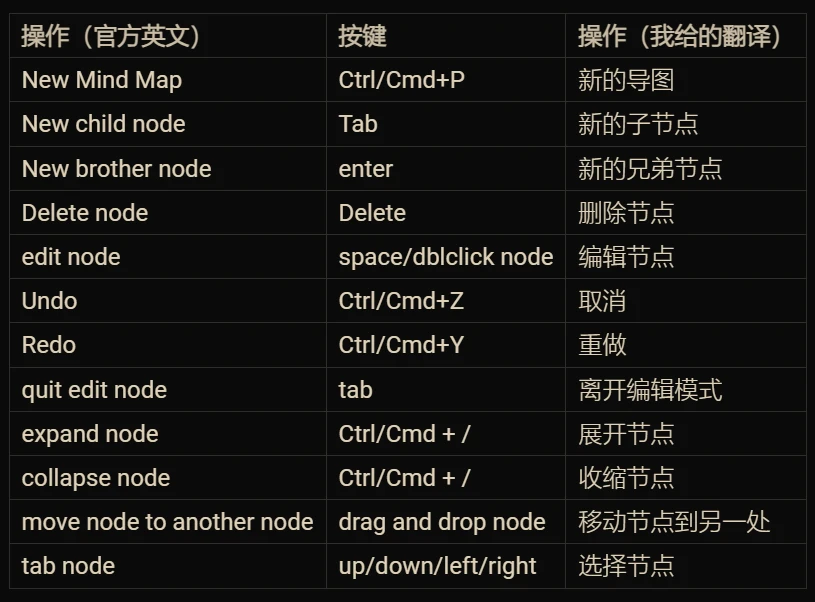 操作（官方英文） 按键 操作（我给的翻译）
New Mind Map Ctrl/Cmd+P 新的导图
New child node Tab 新的子节点
New brother node enter 新的兄弟节点
Delete node Delete 删除节点
edit node space/dblclick node 编辑节点
Undo Ctrl/Cmd+Z 取消
Redo Ctrl/Cmd+Y 重做
quit edit node tab 离开编辑模式
expand node Ctrl/Cmd + / 展开节点
collapse node Ctrl/Cmd + / 收缩节点
move node to another node drag and drop node 移动节点到另一处
tab node up/down/left/right 选择节点